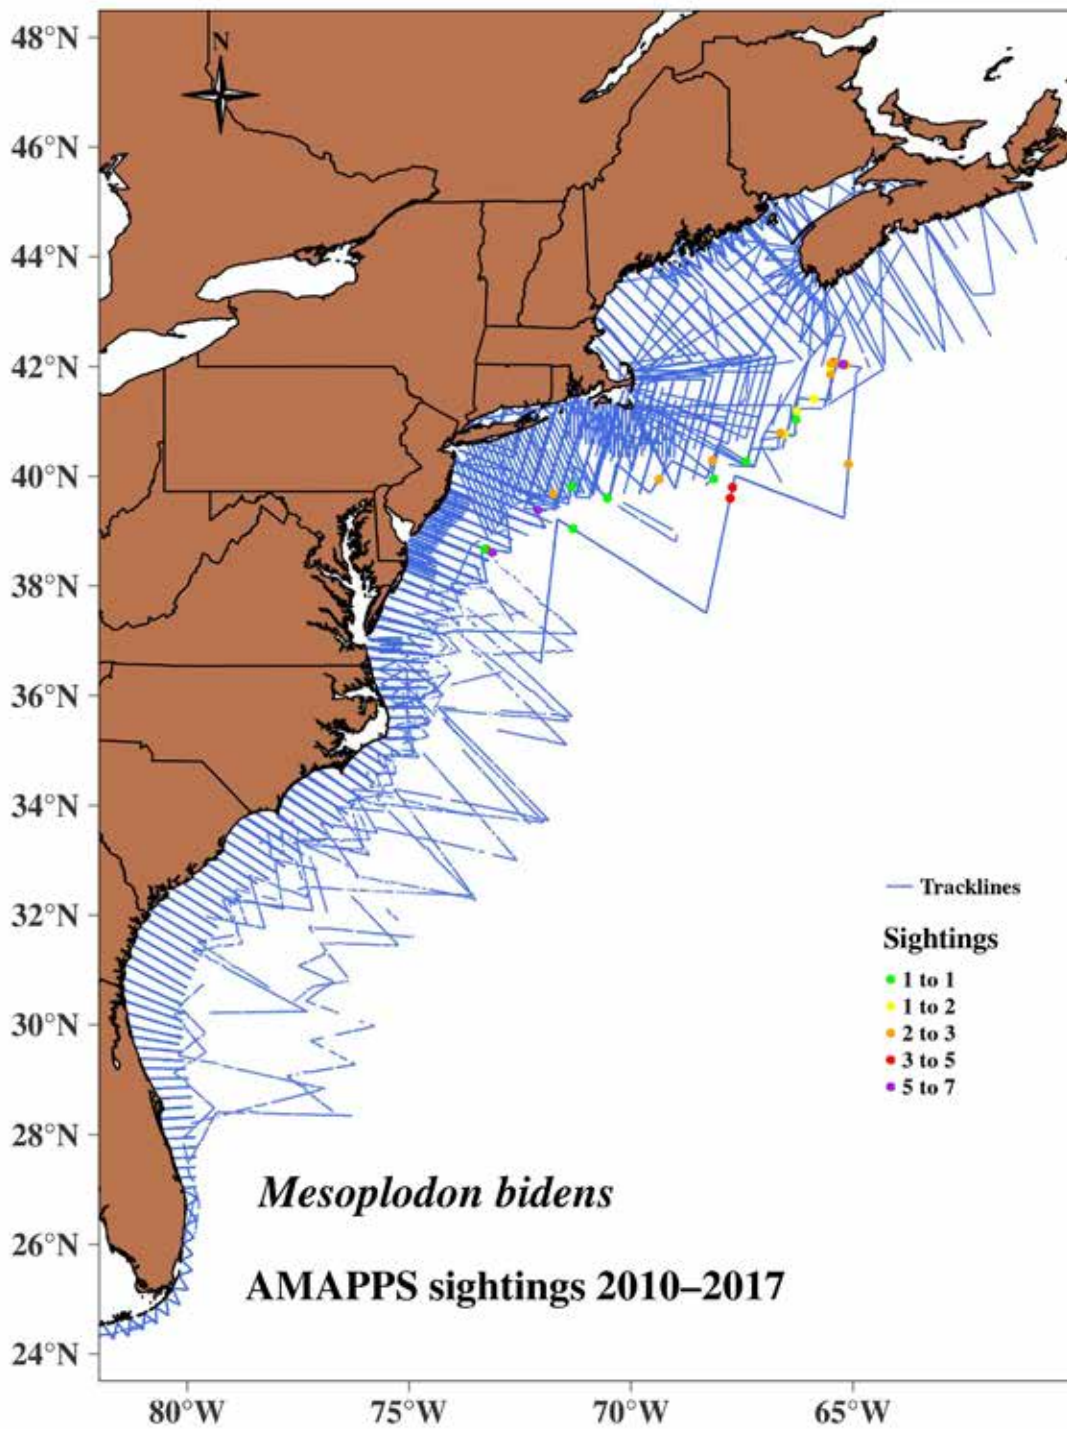 N
48°N
46°N
44°N
42°N
40°N
38°N
36°N
34°N
32°N
30°N
28°N
26°N
24°N
Tracklines
Sightings
1 to 1
1 to 2
2 to 3
3 to 5
5 to 7
Mesoplodon bidens
AMAPPS sightings 2010–2017
80°W 75°W 70°W 65°W